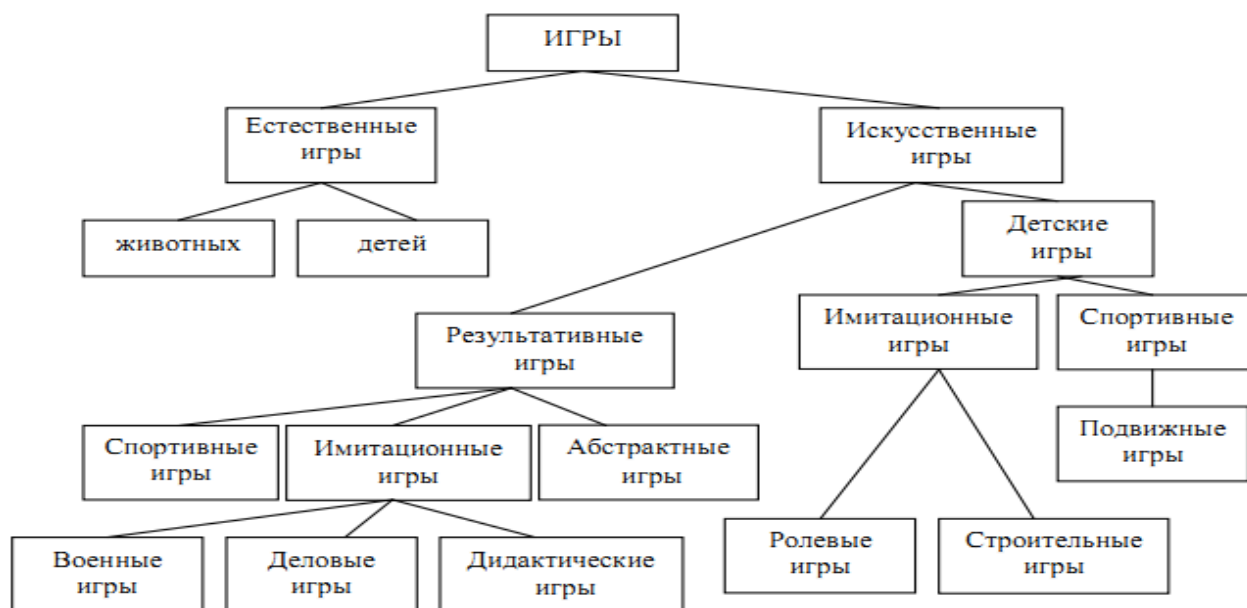 ИГРЫ
Естественные
игры
Искусственные
игры
животных
детей
Детские
игры
Результативные
игры
Имитационные
игры
Спортивные
игры
Спортивные
игры
Имитационные
игры
Абстрактные
игры
Подвижные
игры
Военные
игры
Деловые
игры
Дидактические
игры
Ролевые
игры
Строительные
игры